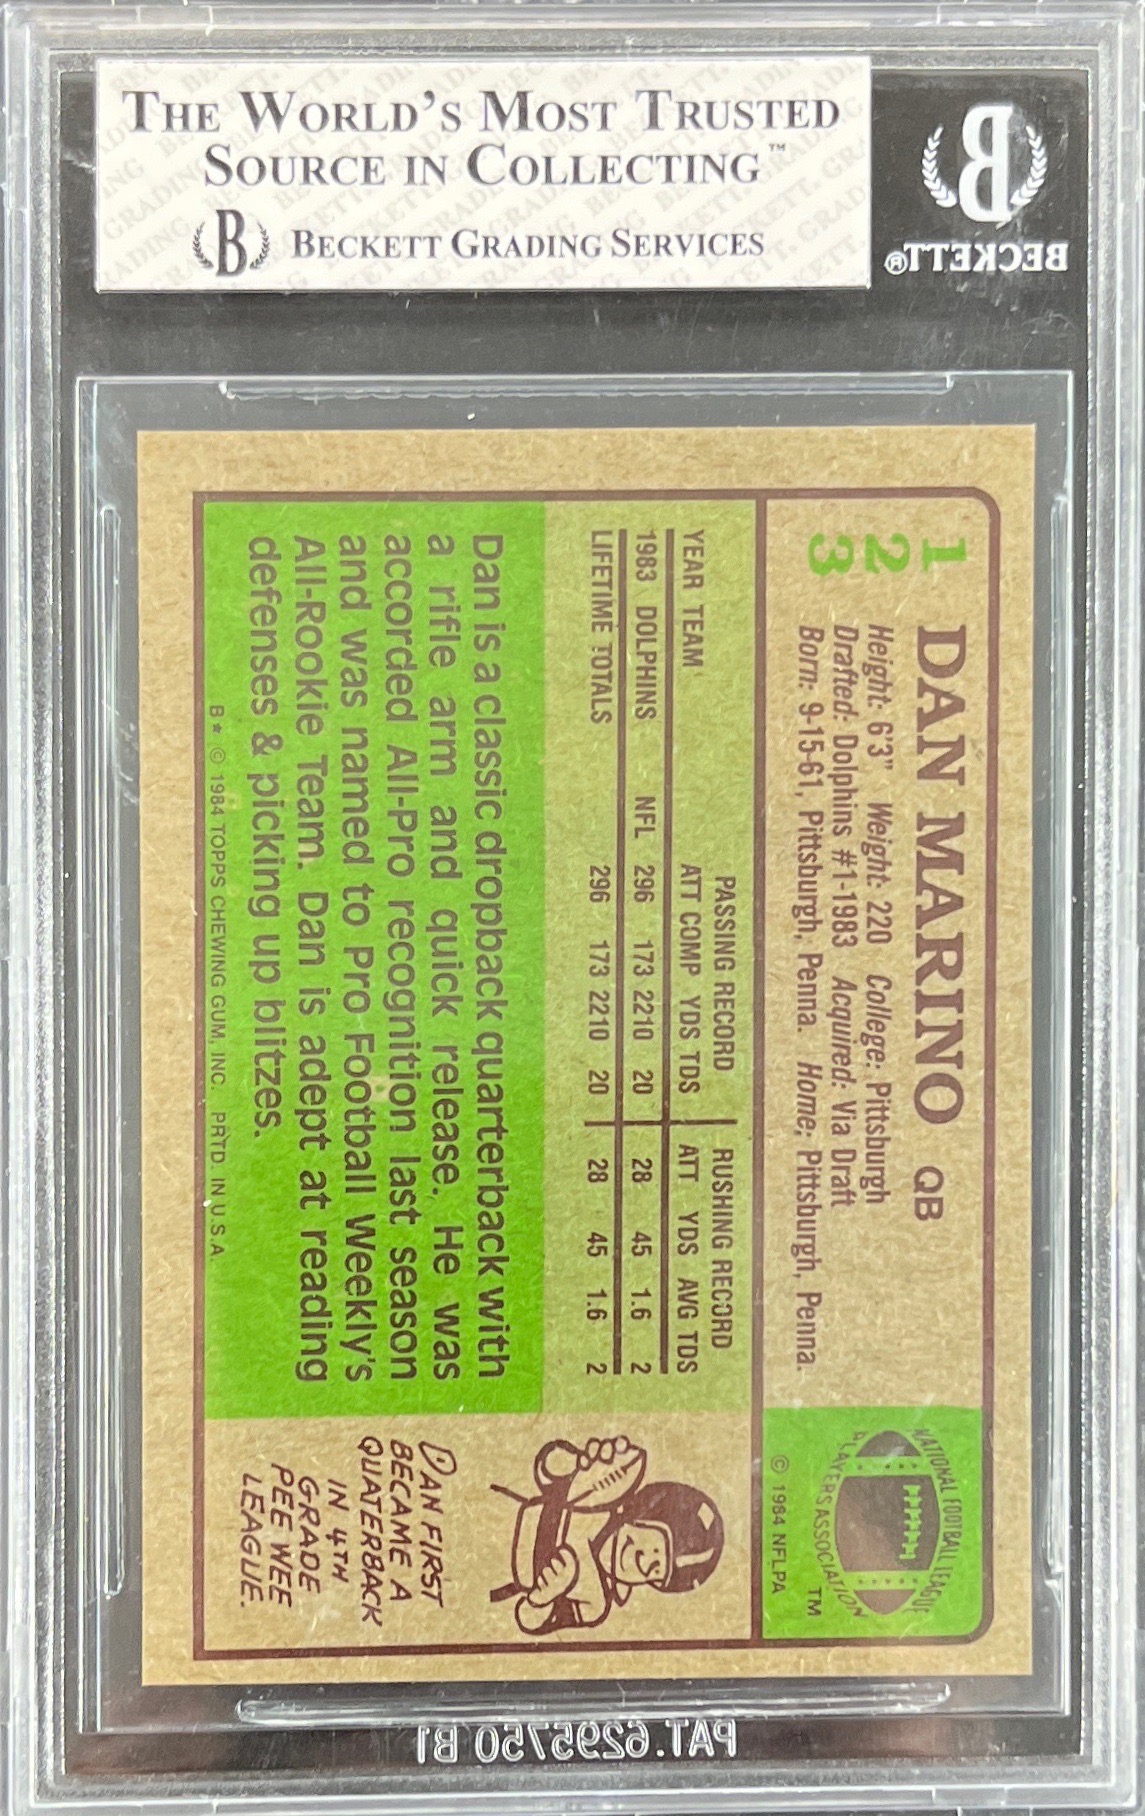 THE WORLD'S MOST TRUSTED
SOURCE IN COLLECTING™
B BECKETT GRADING SERVICES
B
BECKETT®
123
DAN MARINO QB
Height: 6'3" Weight: 220 College: Pittsburgh
Drafted: Dolphins #1-1983 Acquired: Via Draft
Born: 9-15-61, Pittsburgh, Penna. Home: Pittsburgh, Penna.
NATIONAL FOOTBALL LEAGUE
PLAYERS ASSOCIATION
TM
© 1984 NFLPA
PASSING RECORD RUSHING RECORD
YEAR TEAM ATT COMP YDS TDS ATT YDS AVG TDS
1983 DOLPHINS NFL 296 173 2210 20 28 45 1.6 2
LIFETIME TOTALS 296 173 2210 20 28 45 1.6 2
Dan is a classic dropback quarterback with
a rifle arm and quick release. He was
accorded All-Pro recognition last season
and was named to Pro Football Weekly's
All-Rookie Team. Dan is adept at reading
defenses & picking up blitzes.
B* © 1984 TOPPS CHEWING GUM, INC. PRTD. IN U.S.A.
DAN FIRST
BECAME A
QUATERBACK
IN 4TH
GRADE
PEE WEE
LEAGUE.
PAT. 6295750 B1